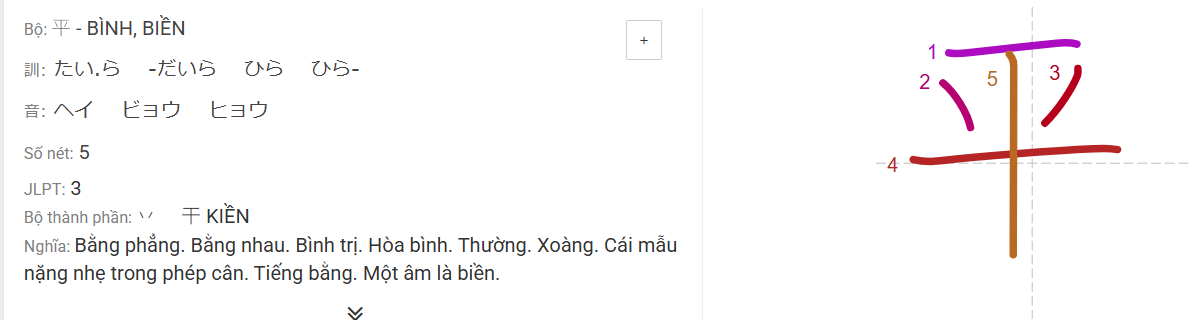 Bộ: 平 - BÌNH, BIỀN
+
訓: たい.ら -だいら ひら ひら-
音: ヘイ ビョウ ヒョウ
Số nét: 5
JLPT: 3
Bộ thành phần: 丷 干 KIỀN
Nghĩa: Bằng phẳng. Bằng nhau. Bình trị. Hòa bình. Thường. Xoàng. Cái mẫu
nặng nhẹ trong phép cân. Tiếng bằng. Một âm là biền.
平
1
2
5
3
4